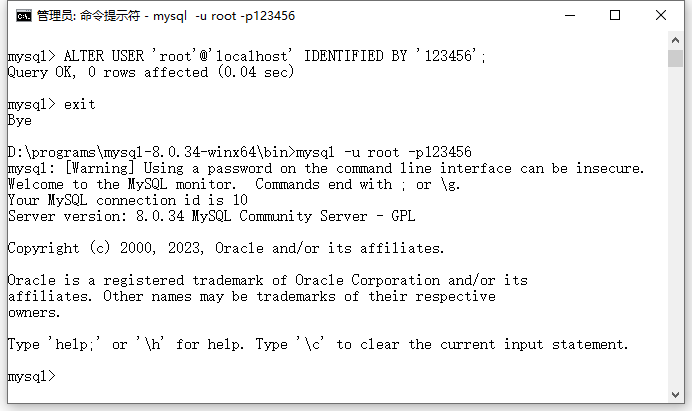 管理员: 命令提示符 - mysql  -u root -p123456
mysql> ALTER USER 'root'@'localhost' IDENTIFIED BY '123456';
Query OK, 0 rows affected (0.04 sec)
mysql> exit
Bye
D:\programs\mysql-8.0.34-winx64\bin>mysql -u root -p123456
mysql: [Warning] Using a password on the command line interface can be insecure.
Welcome to the MySQL monitor.  Commands end with ; or \g.
Your MySQL connection id is 10
Server version: 8.0.34 MySQL Community Server - GPL
Copyright (c) 2000, 2023, Oracle and/or its affiliates.
Oracle is a registered trademark of Oracle Corporation and/or its
affiliates. Other names may be trademarks of their respective
owners.
Type 'help;' or '\h' for help. Type '\c' to clear the current input statement.
mysql>